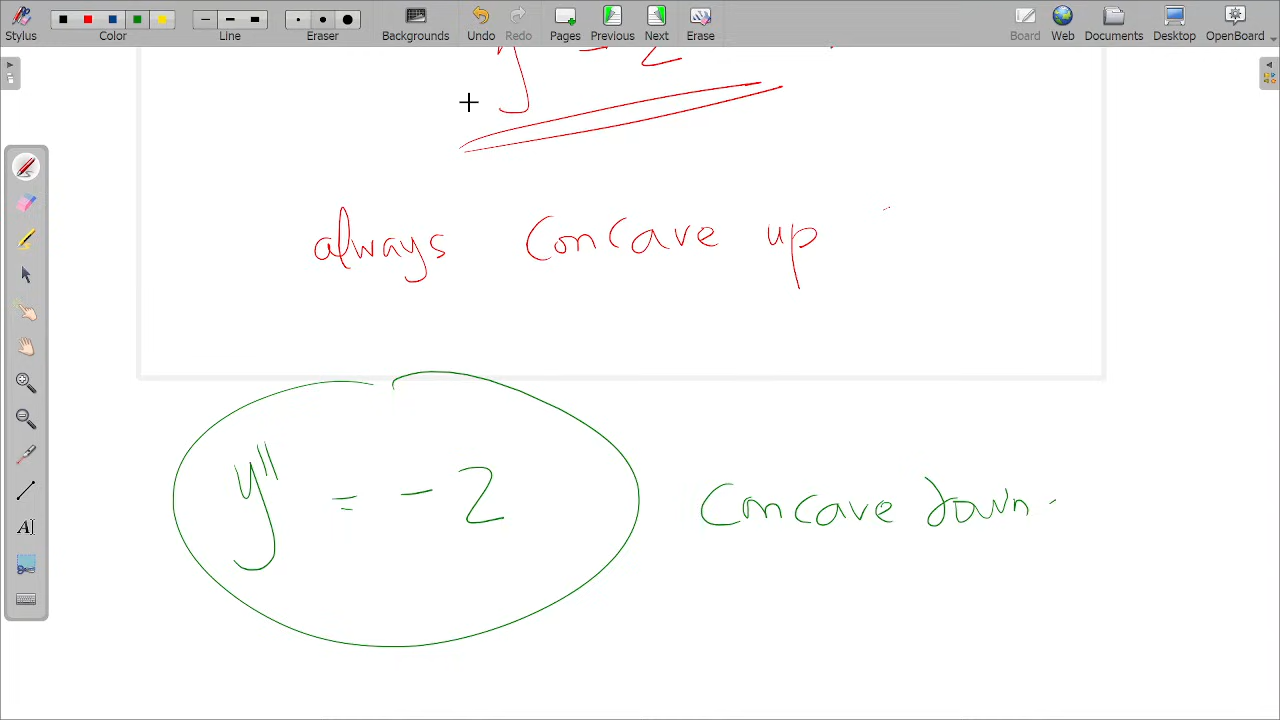 Stylus Color Line Eraser Backgrounds Undo Redo Pages Previous Next Erase Board Web Documents Desktop OpenBoard
y = 2
always concave up
y'' = - 2 concave down.